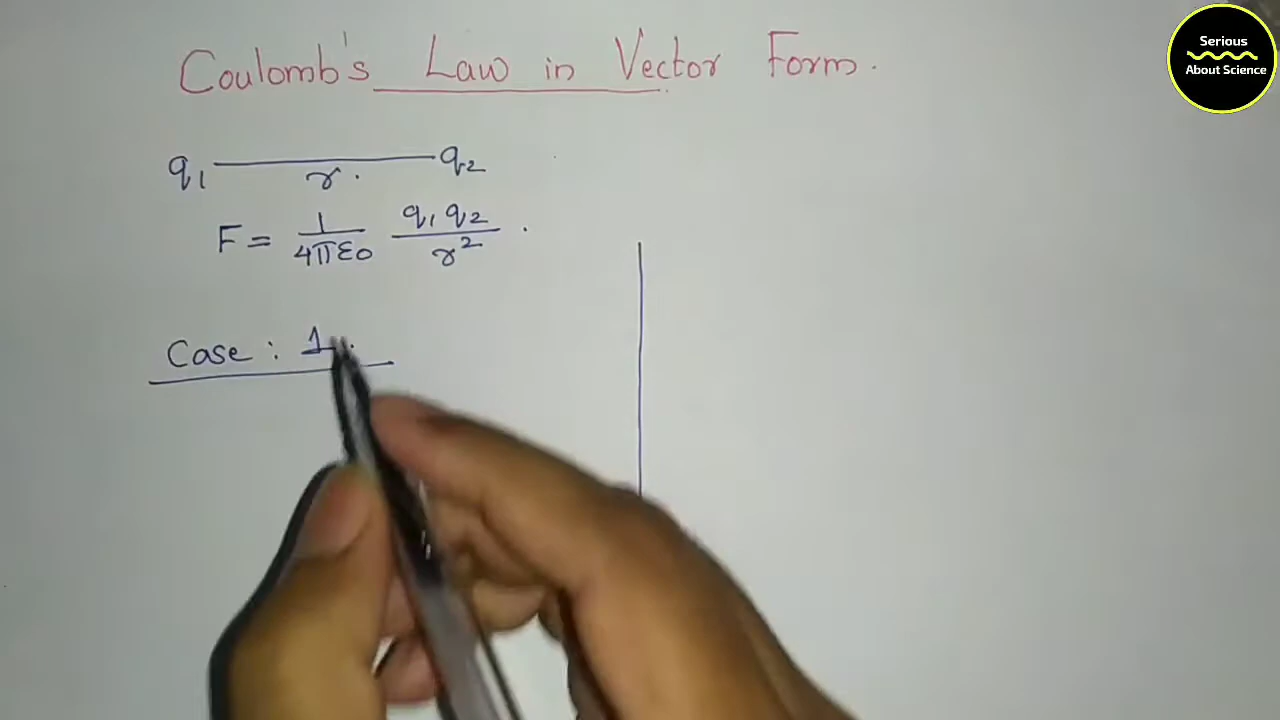 Coulomb's Law in Vector Form.
Serious
About Science
q₁ q₂
r.
F = 1/4πε₀ q₁q₂/r² .
Case : 1.